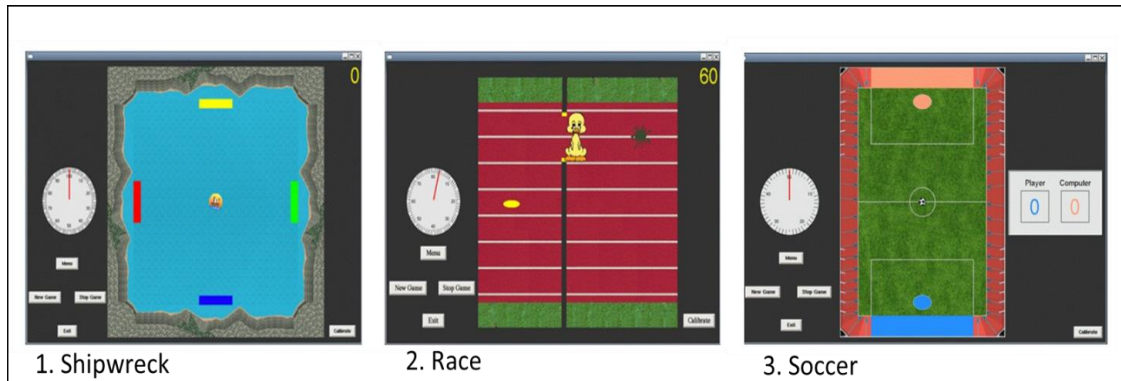 0
Menu
New Game Stop Game
Exit
Calibrate
1. Shipwreck
60
Menu
New Game Stop Game
Exit
Calibrate
2. Race
Player Computer
0 0
Menu
New Game Stop Game
Exit
Calibrate
3. Soccer